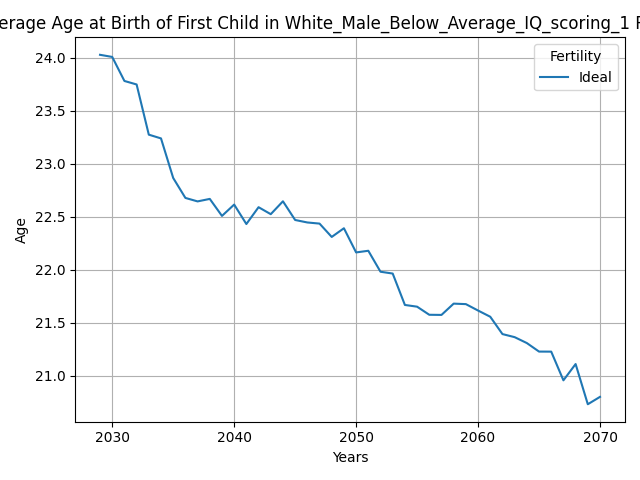 erage Age at Birth of First Child in White_Male_Below_Average_IQ_scoring_1
Fertility
Ideal
24.0
23.5
23.0
22.5
22.0
21.5
21.0
Age
2030 2040 2050 2060 2070
Years